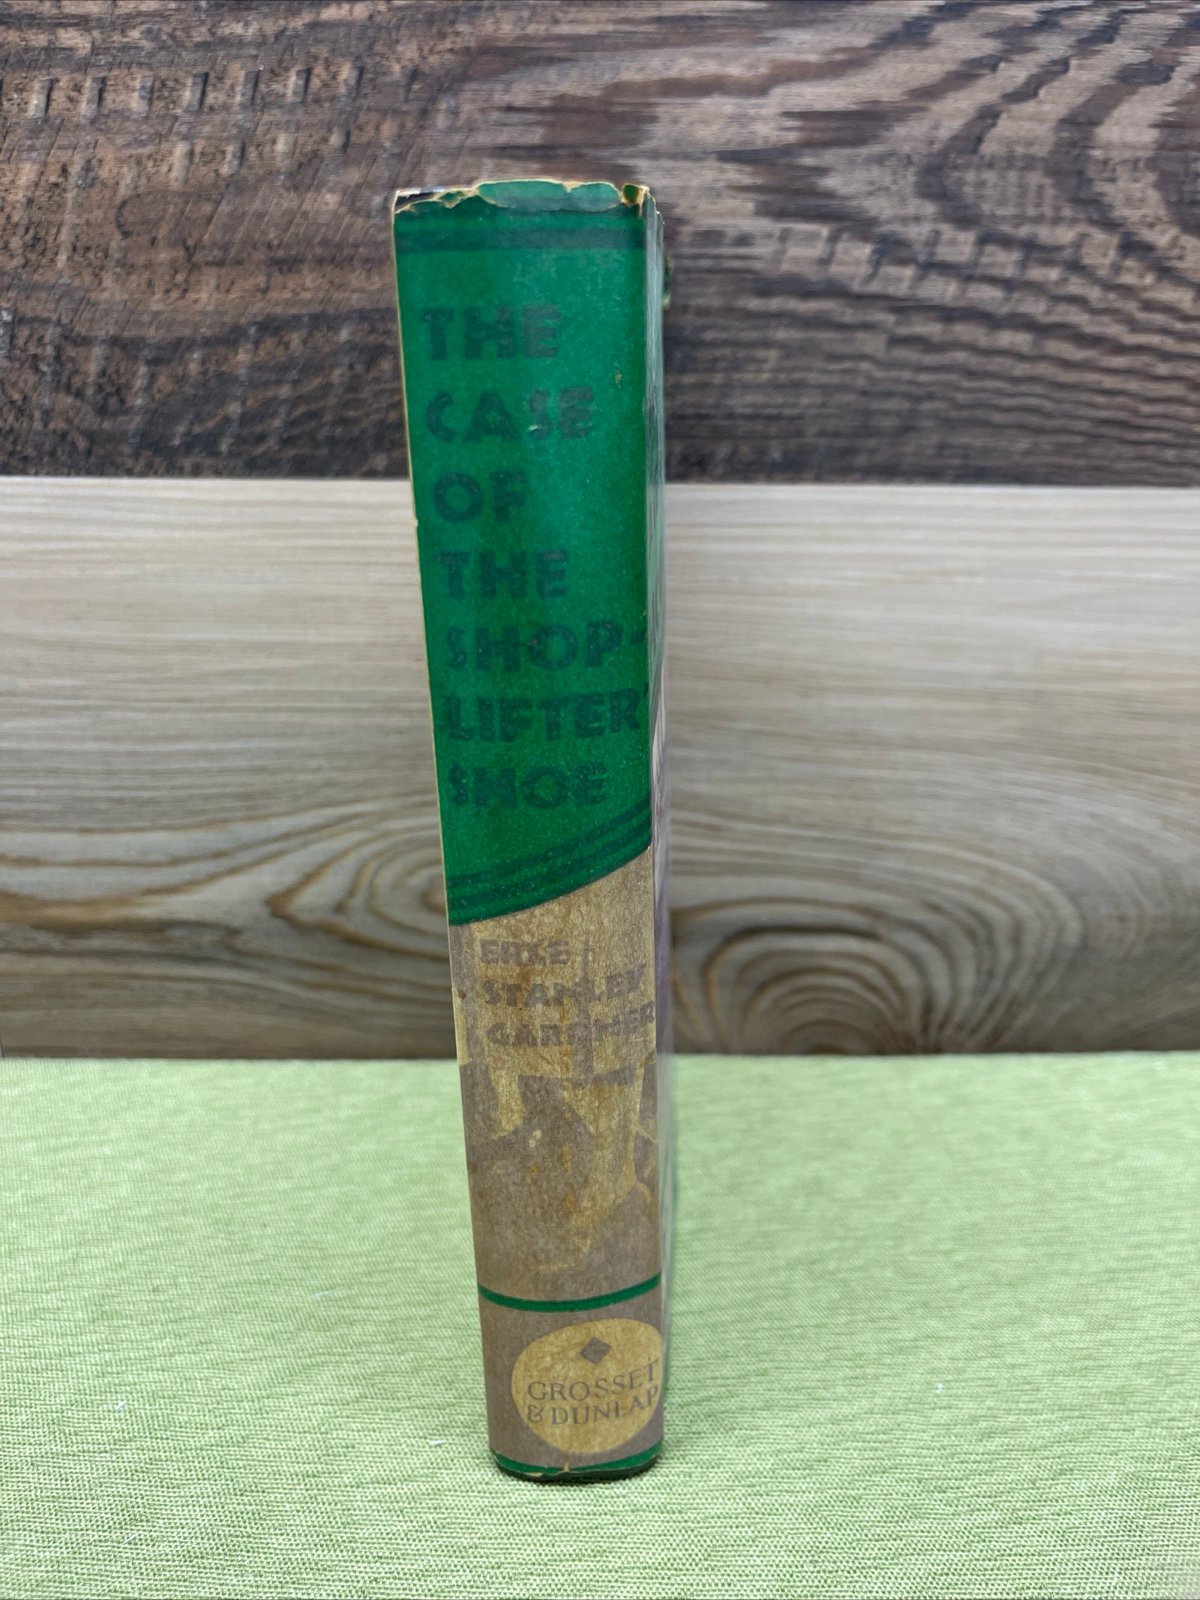 THE
CASE
OF
THE
SHOP-
LIFTER'
SHOE
ERLE
STANLEY
GARDNER
GROSSET
& DUNLAP